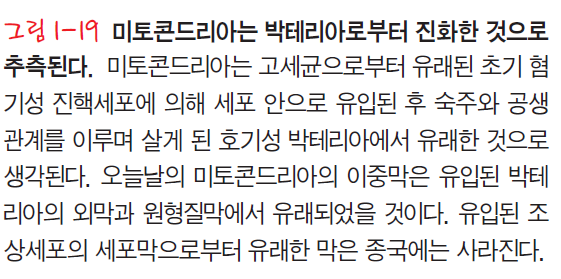 그림 1-19 미토콘드리아는 박테리아로부터 진화한 것으로
추측된다. 미토콘드리아는 고세균으로부터 유래된 초기 혐
기성 진핵세포에 의해 세포 안으로 유입된 후 숙주와 공생
관계를 이루며 살게 된 호기성 박테리아에서 유래한 것으로
생각된다. 오늘날의 미토콘드리아의 이중막은 유입된 박테
리아의 외막과 원형질막에서 유래되었을 것이다. 유입된 조
상세포의 세포막으로부터 유래한 막은 종국에는 사라진다.